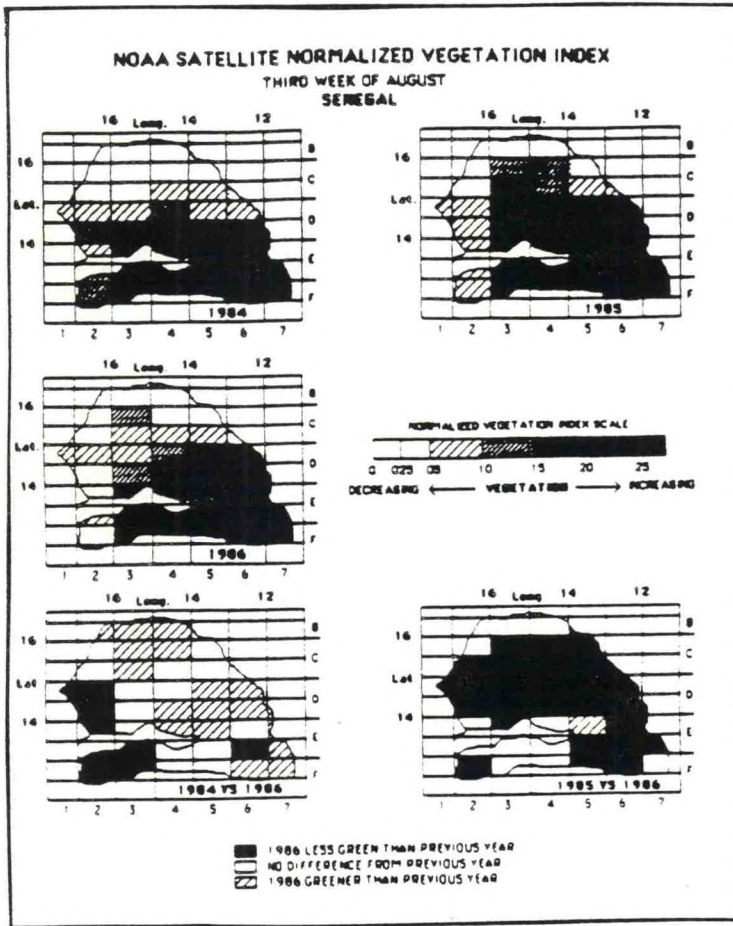 NOAA SATELLITE NORMALIZED VEGETATION INDEX
THIRD WEEK OF AUGUST
SENEGAL
16 Long. 14 12
16
Lat.
14
B
C
D
E
F
1984
1 2 3 4 5 6 7
16 Long. 14 12
16
Lat.
14
B
C
D
E
F
1985
1 2 3 4 5 6 7
16 Long. 14 12
16
Lat.
14
B
C
D
E
F
1986
1 2 3 4 5 6 7
NORMALIZED VEGETATION INDEX SCALE
0 .025 .05 .10 .15 .20 .25
DECREASING ← VEGETATION → INCREASING
16 Long. 14 12
16
Lat
14
B
C
D
E
F
1984 VS 1986
1 2 3 4 5 6 7
16 Long. 14 12
16
Lat
14
B
C
D
E
F
1985 VS 1986
1 2 3 4 5 6 7
1986 LESS GREEN THAN PREVIOUS YEAR
NO DIFFERENCE FROM PREVIOUS YEAR
1986 GREENER THAN PREVIOUS YEAR